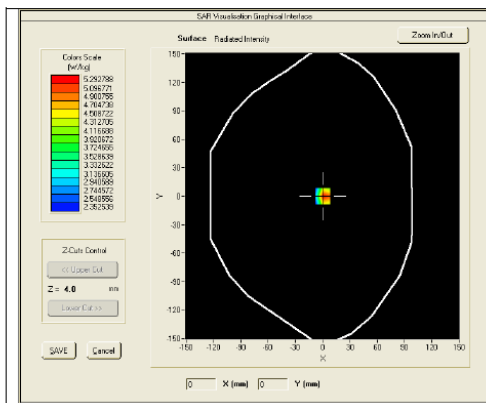 SAR Visualisation Graphical Interface
Surface Radiated Intensity
Zoom In/Out
Colors Scale
(W/kg)
5.292788
5.096771
4.900755
4.704738
4.508722
4.312705
4.116688
3.920672
3.724655
3.528639
3.332622
3.136605
2.940589
2.744572
2.548556
2.352539
Z-Cuts Control
<< Upper Cut
Z = 4.0 mm
Lower Cut >>
SAVE Cancel
150
120
90
60
30
0
-30
-60
-90
-120
-150
Y
-150 -120 -90 -60 -30 0 30 60 90 120 150
X
0 X (mm) 0 Y (mm)